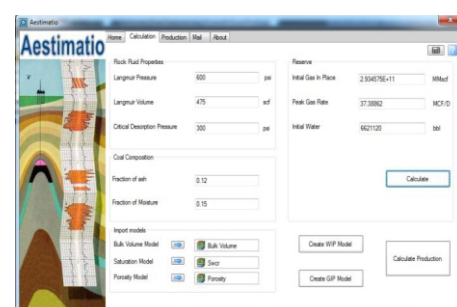 Aestimatio
Aestimatio
Home Calculation Production Mail About
Rock Fluid Properties
Langmuir Pressure 600 psi
Langmuir Volume 475 scf
Critical Desorption Pressure 300 psi
Coal Composition
Fraction of ash 0.12
Fraction of Moisture 0.15
Import models
Bulk Volume Model Bulk Volume
Saturation Model Swcr
Porosity Model Porosity
Reserve
Initial Gas In Place 2.934575E+11 MMscf
Peak Gas Rate 37.38862 MCF/D
Initial Water 6621120 bbl
Calculate
Create WIP Model
Create GIP Model
Calculate Production